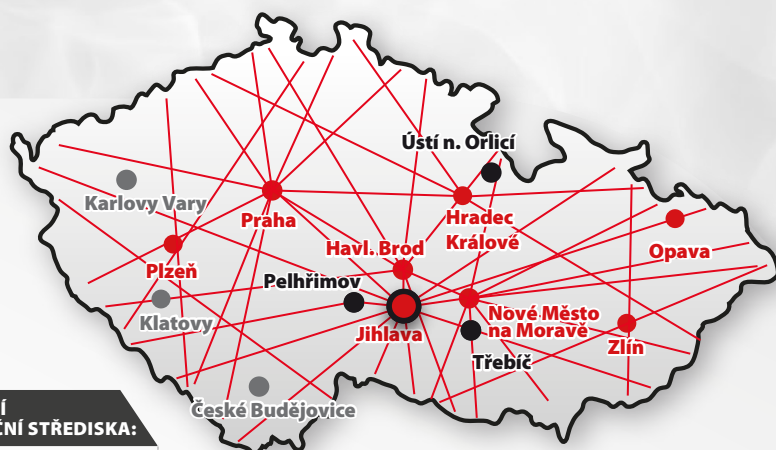 Ústí n. Orlicí
Karlovy Vary
Praha
Hradec
Králové
Havl. Brod
Opava
Plzeň
Pelhřimov
Klatovy
Jihlava
Nové Město
na Moravě
Zlín
Třebíč
České Budějovice
STŘEDISKA: